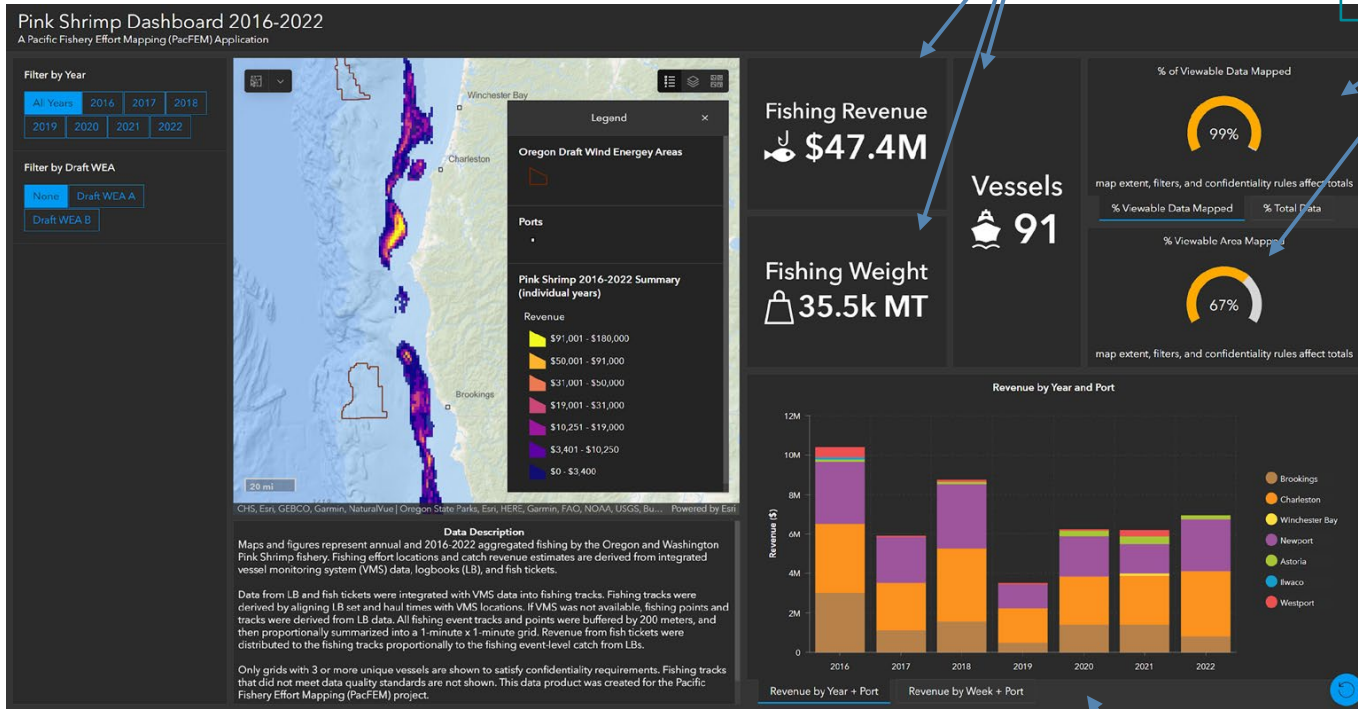 Pink Shrimp Dashboard 2016-2022
A Pacific Fishery Effort Mapping (PacFEM) Application
Filter by Year
All Years
2016
2017
2018
2019
2020
2021
2022
Filter by Draft WEA
None
Draft WEA A
Draft WEA B
Winchester Bay
Charleston
Brookings
20 mi
Legend
×
Oregon Draft Wind Energey Areas
Ports
Pink Shrimp 2016-2022 Summary
(individual years)
Revenue
$91,001 - $180,000
$50,001 - $91,000
$31,001 - $50,000
$19,001 - $31,000
$10,251 - $19,000
$3,401 - $10,250
$0 - $3,400
CHS, Esri, GEBCO, Garmin, NaturalVue | Oregon State Parks, Esri, HERE, Garmin, FAO, NOAA, USGS, Bu... Powered by Esri
Data Description
Maps and figures represent annual and 2016-2022 aggregated fishing by the Oregon and Washington
Pink Shrimp fishery. Fishing effort locations and catch revenue estimates are derived from integrated
vessel monitoring system (VMS) data, logbooks (LB), and fish tickets.
Data from LB and fish tickets were integrated with VMS data into fishing tracks. Fishing tracks were
derived by aligning LB set and haul times with VMS locations. If VMS was not available, fishing points and
tracks were derived from LB data. All fishing event tracks and points were buffered by 200 meters, and
then proportionally summarized into a 1-minute x 1-minute grid. Revenue from fish tickets were
distributed to the fishing tracks proportionally to the fishing event-level catch from LBs.
Only grids with 3 or more unique vessels are shown to satisfy confidentiality requirements. Fishing tracks
that did not meet data quality standards are not shown. This data product was created for the Pacific
Fishery Effort Mapping (PacFEM) project.
Fishing Revenue
$47.4M
Fishing Weight
35.5k MT
Vessels
91
% of Viewable Data Mapped
99%
map extent, filters, and confidentiality rules affect totals
% Viewable Data Mapped
% Total Data
% Viewable Area Mapped
67%
map extent, filters, and confidentiality rules affect totals
Revenue by Year and Port
Revenue ($)
12M
10M
8M
6M
4M
2M
0
2016
2017
2018
2019
2020
2021
2022
Brookings
Charleston
Winchester Bay
Newport
Astoria
Ilwaco
Westport
Revenue by Year + Port
Revenue by Week + Port